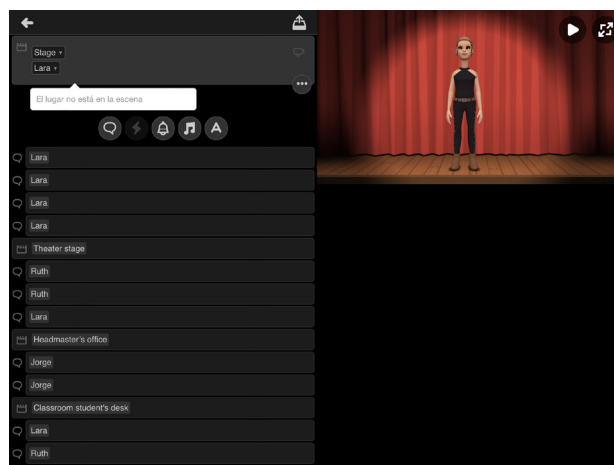 Stage
Lara
El lugar no está en la escena
A
Lara
Lara
Lara
Lara
Theater stage
Ruth
Ruth
Lara
Headmaster's office
Jorge
Jorge
Classroom student's desk
Lara
Ruth